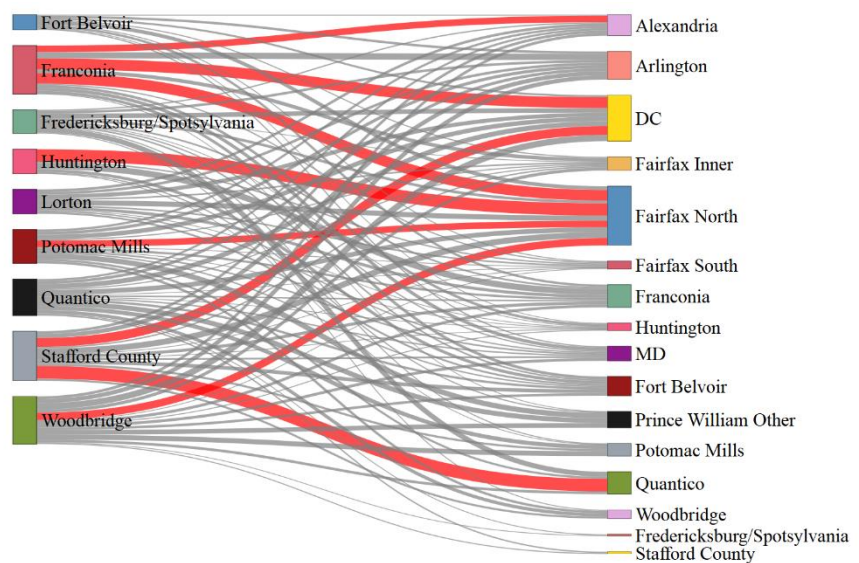 Fort Belvoir
Franconia
Fredericksburg/Spotsylvania
Huntington
Lorton
Potomac Mills
Quantico
Stafford County
Woodbridge
Alexandria
Arlington
DC
Fairfax Inner
Fairfax North
Fairfax South
Franconia
Huntington
MD
Fort Belvoir
Prince William Other
Potomac Mills
Quantico
Woodbridge
Fredericksburg/Spotsylvania
Stafford County